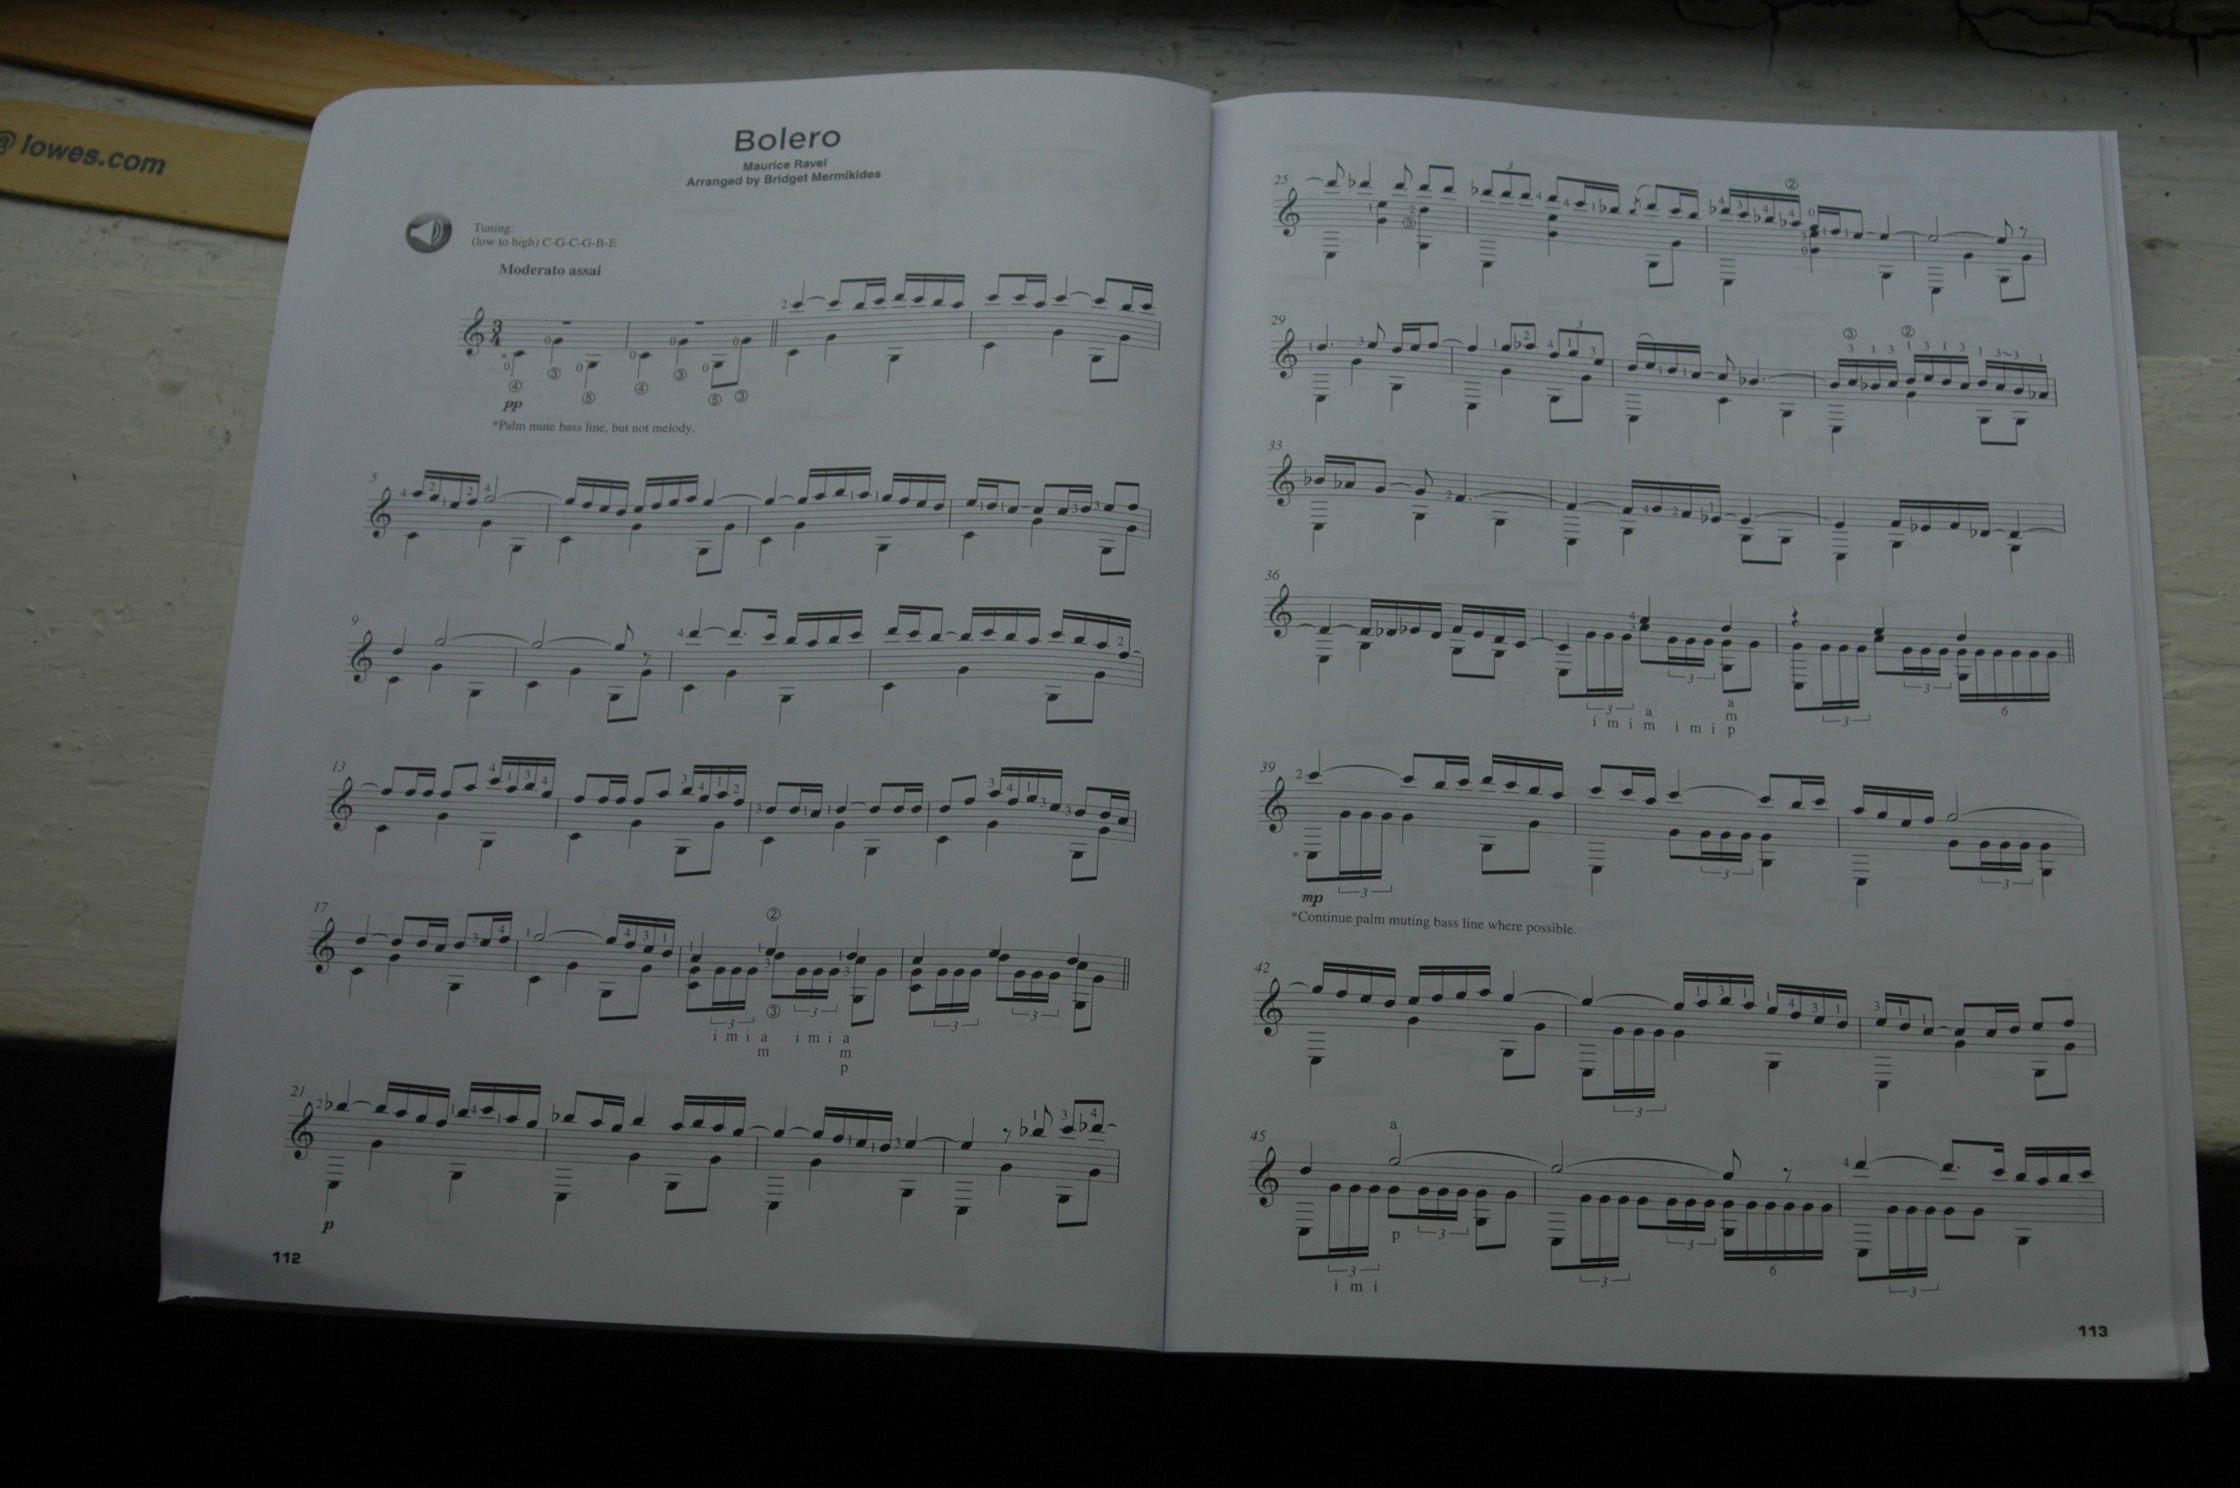 Bolero
Maurice Ravel
Arranged by Bridget Mermikides
Tuning:
(low to high) C-G-C-G-B-E
Moderato assai
pp
*Palm mute bass line, but not melody.
5
9
13
17
i m i a i m i a
m m
p
21
p
112
25
29
33
36
i m i m a
i m i m i a
m
p
39
mp
*Continue palm muting bass line where possible.
42
45
a
p
i m i
113
@ lowes.com